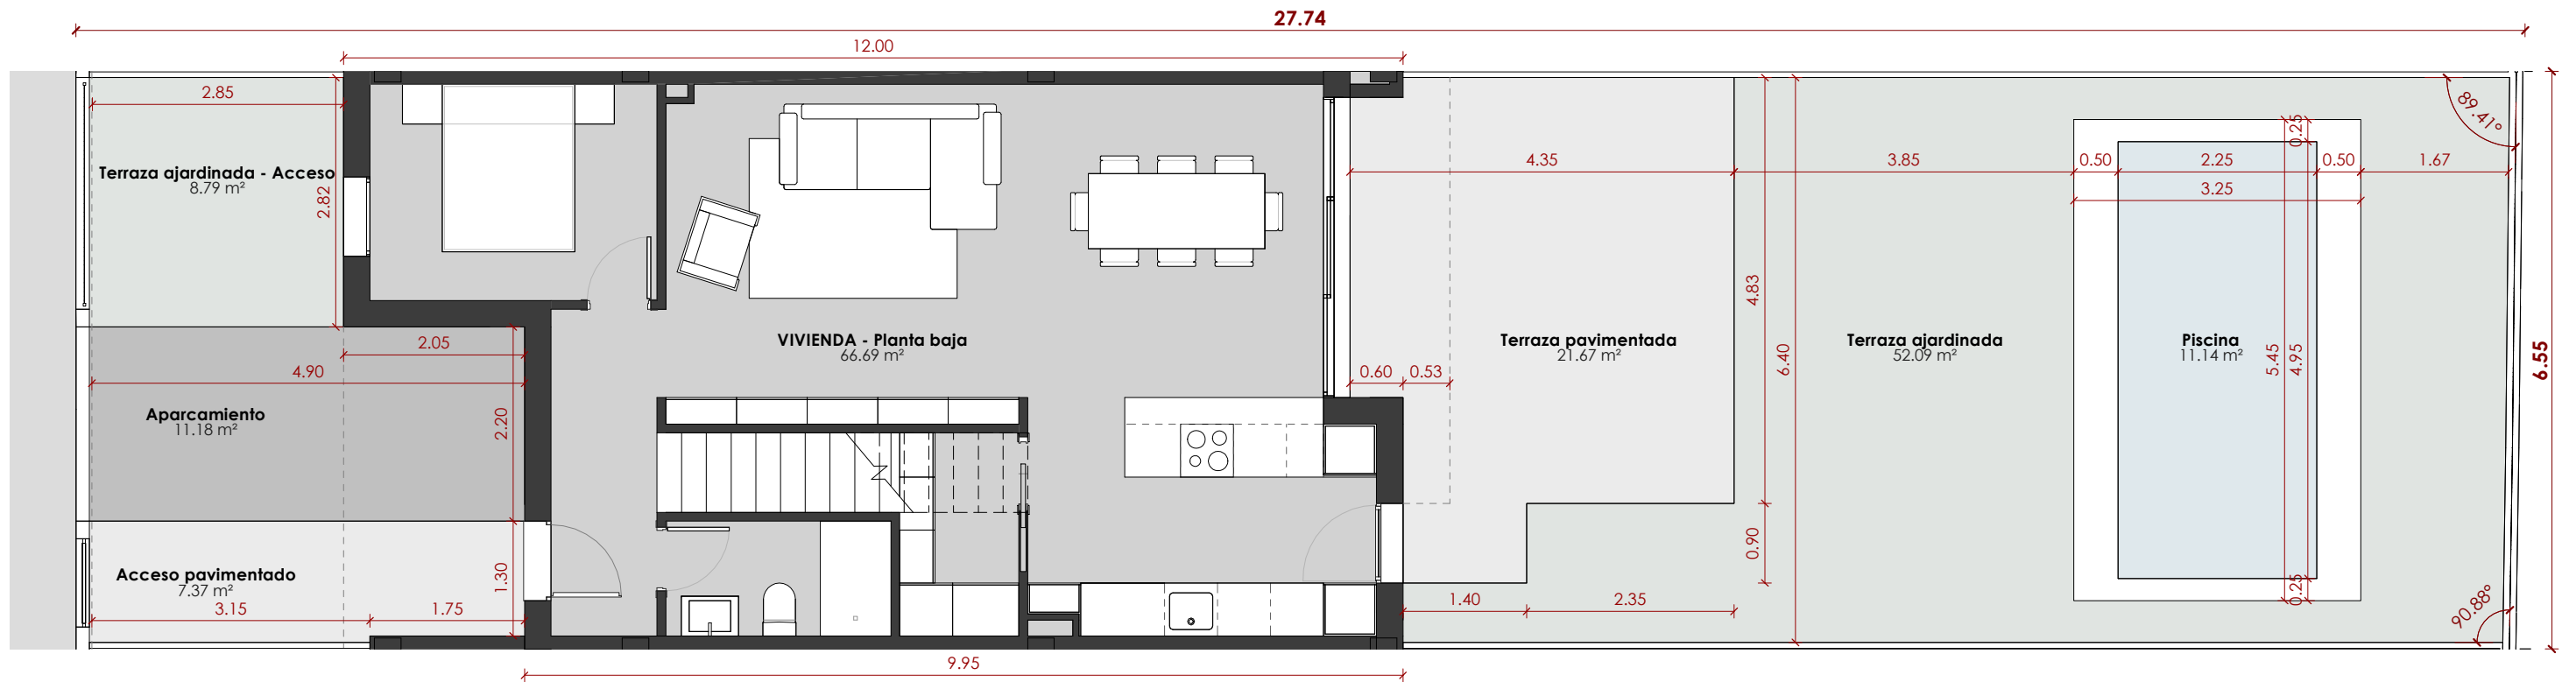 27.74
12.00
2.85
Terraza ajardinada - Acceso
8.79 m²
2.82
4.35
3.85
0.50
2.25
0.50
1.67
3.25
0.25
89.41°
VIVIENDA - Planta baja
66.69 m²
Terraza pavimentada
21.67 m²
Terraza ajardinada
52.09 m²
Piscina
11.14 m²
4.83
6.40
5.45
4.95
6.55
2.05
4.90
0.60
0.53
Aparcamiento
11.18 m²
2.20
0.90
Acceso pavimentado
7.37 m²
1.30
3.15
1.75
1.40
2.35
0.25
90.88°
9.95